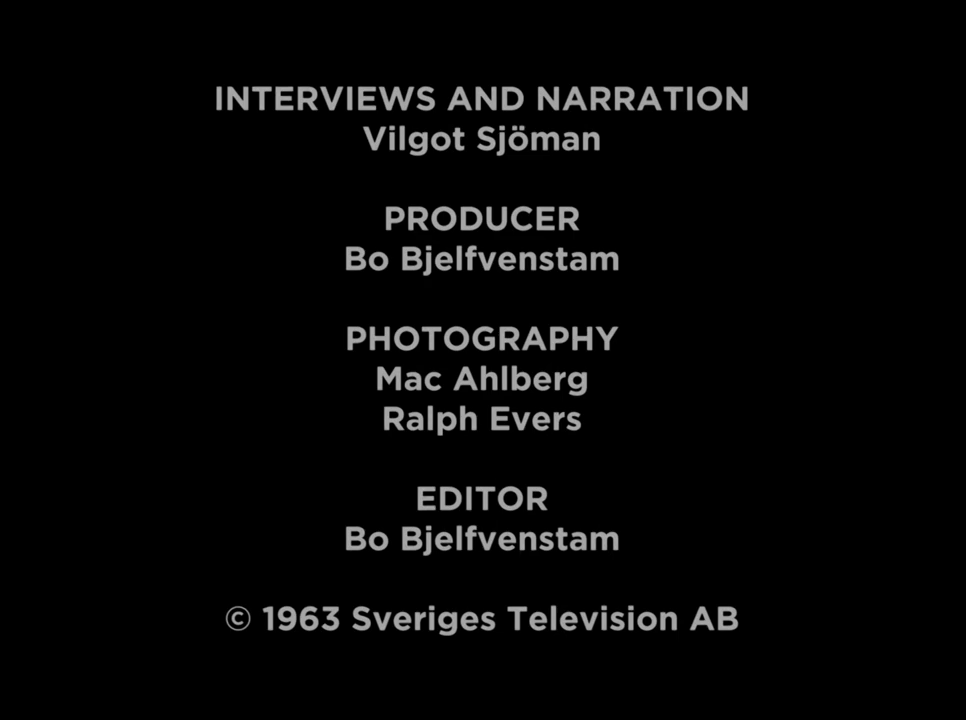 INTERVIEWS AND NARRATION
Vilgot Sjöman
PRODUCER
Bo Bjelfvenstam
PHOTOGRAPHY
Mac Ahlberg
Ralph Evers
EDITOR
Bo Bjelfvenstam
© 1963 Sveriges Television AB